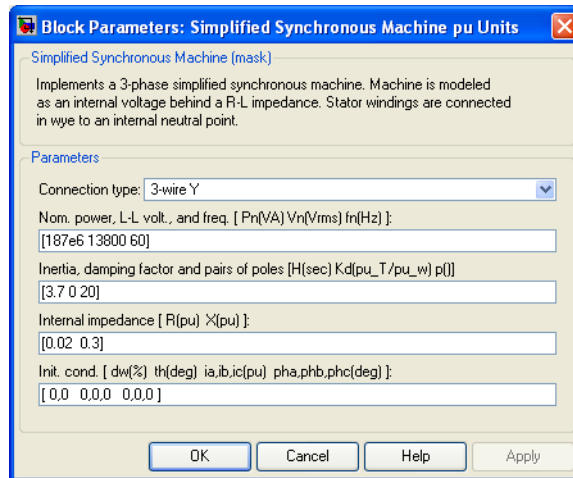 Block Parameters: Simplified Synchronous Machine pu Units
Simplified Synchronous Machine (mask)
Implements a 3-phase simplified synchronous machine. Machine is modeled
as an internal voltage behind a R-L impedance. Stator windings are connected
in wye to an internal neutral point.
Parameters
Connection type: 3-wire Y
Nom. power, L-L volt., and freq. [ Pn(VA) Vn(Vrms) fn(Hz) ]:
[187e6 13800 60]
Inertia, damping factor and pairs of poles [H(sec) Kd(pu_T/pu_w) p()]
[3.7 0 20]
Internal impedance [ R(pu) X(pu) ]:
[0.02 0.3]
Init. cond. [ dw(%) th(deg) ia,ib,ic(pu) pha,phb,phc(deg) ]:
[ 0,0 0,0,0 0,0,0 ]
OK Cancel Help Apply